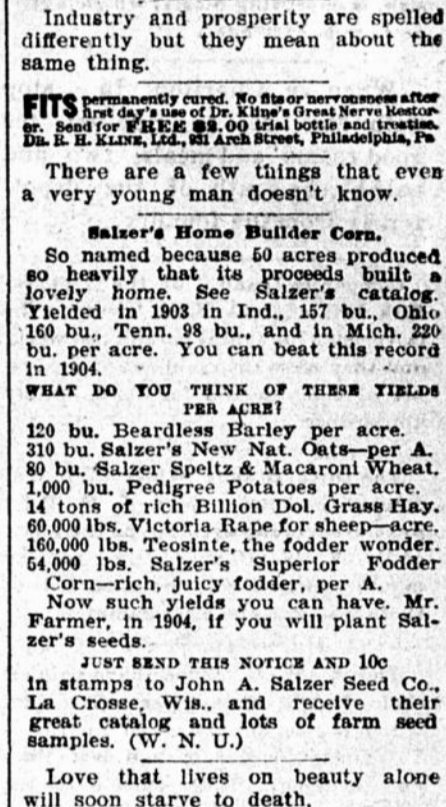 Industry and prosperity are spelled
differently but they mean about the
same thing.
FITS permanently cured. No fits or nervousness after
first day's use of Dr. Kline's Great Nerve Restor-
er. Send for FREE $2.00 trial bottle and treatise.
DR. R. H. KLINE, Ltd., 931 Arch Street, Philadelphia, Pa
There are a few things that even
a very young man doesn't know.
Salzer's Home Builder Corn.
So named because 50 acres produced
so heavily that its proceeds built a
lovely home. See Salzer's catalog.
Yielded in 1903 in Ind., 157 bu., Ohio
160 bu., Tenn. 98 bu., and in Mich. 220
bu. per acre. You can beat this record
in 1904.
WHAT DO YOU THINK OF THESE YIELDS
PER ACRE?
120 bu. Beardless Barley per acre.
310 bu. Salzer's New Nat. Oats—per A.
80 bu. Salzer Speltz & Macaroni Wheat.
1,000 bu. Pedigree Potatoes per acre.
14 tons of rich Billion Dol. Grass Hay.
60,000 lbs. Victoria Rape for sheep—acre.
160,000 lbs. Teosinte, the fodder wonder.
54,000 lbs. Salzer's Superior Fodder
Corn—rich, juicy fodder, per A.
Now such yields you can have. Mr.
Farmer, in 1904, if you will plant Sal-
zer's seeds.
JUST SEND THIS NOTICE AND 10c
in stamps to John A. Salzer Seed Co.,
La Crosse, Wis., and receive their
great catalog and lots of farm seed
samples. (W. N. U.)
Love that lives on beauty alone
will soon starve to death.